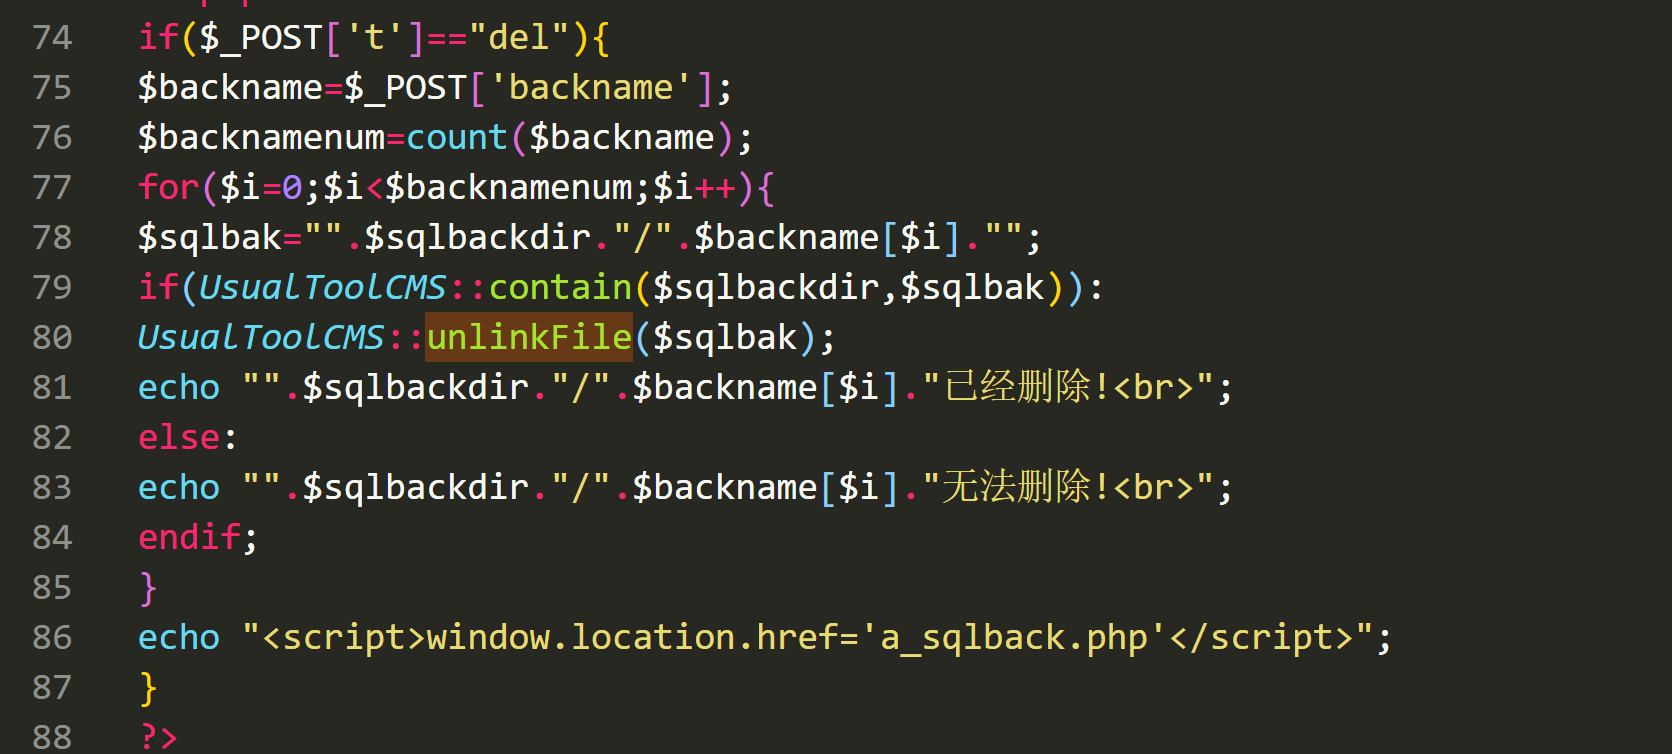 74 if($_POST['t']=="del"){
75 $backname=$_POST['backname'];
76 $backnamenum=count($backname);
77 for($i=0;$i<$backnamenum;$i++){
78 $sqlbak="".$sqlbackdir."/".$backname[$i]."";
79 if(UsualToolCMS::contain($sqlbackdir,$sqlbak)):
80 UsualToolCMS::unlinkFile($sqlbak);
81 echo "".$sqlbackdir."/".$backname[$i]."已经删除!<br>";
82 else:
83 echo "".$sqlbackdir."/".$backname[$i]."无法删除!<br>";
84 endif;
85 }
86 echo "<script>window.location.href='a_sqlback.php'</script>";
87 }
88 ?>